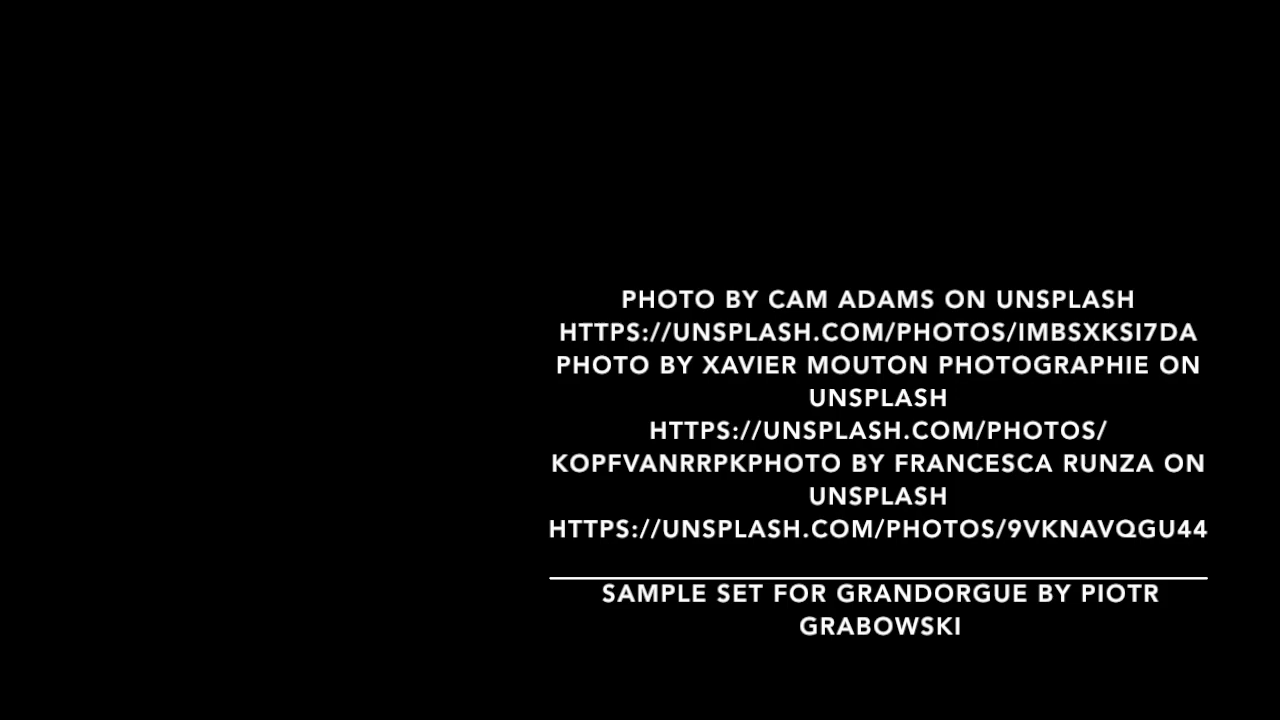 PHOTO BY CAM ADAMS ON UNSPLASH
HTTPS://UNSPLASH.COM/PHOTOS/IMBSXKSI7DA
PHOTO BY XAVIER MOUTON PHOTOGRAPHIE ON
UNSPLASH
HTTPS://UNSPLASH.COM/PHOTOS/
KOPFVANRRPKPHOTO BY FRANCESCA RUNZA ON
UNSPLASH
HTTPS://UNSPLASH.COM/PHOTOS/9VKNAVQGU44
SAMPLE SET FOR GRANDORGUE BY PIOTR
GRABOWSKI